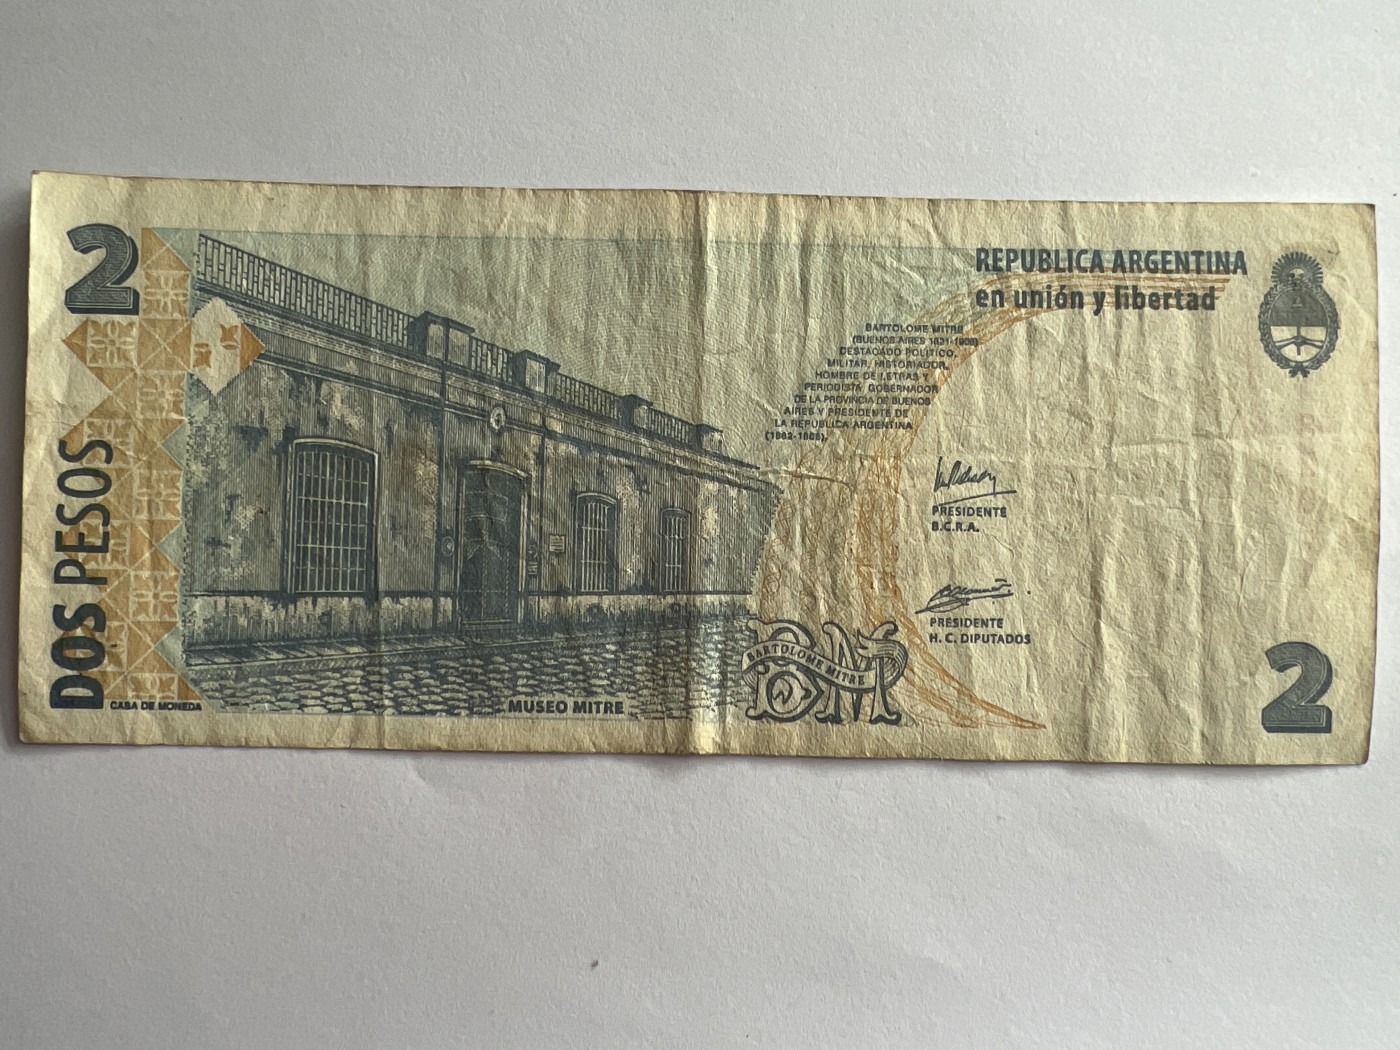 2
DOS PESOS
CASA DE MONEDA
MUSEO MITRE
REPUBLICA ARGENTINA
en unión y libertad
BARTOLOME MITRE
(BUENOS AIRES 1821-1906)
DESTACADO POLITICO,
MILITAR, HISTORIADOR,
HOMBRE DE LETRAS Y
PERIODISTA. GOBERNADOR
DE LA PROVINCIA DE BUENOS
AIRES Y PRESIDENTE DE
LA REPUBLICA ARGENTINA
(1862-1868).
PRESIDENTE
B.C.R.A.
PRESIDENTE
H. C. DIPUTADOS
BM
BARTOLOME MITRE
2